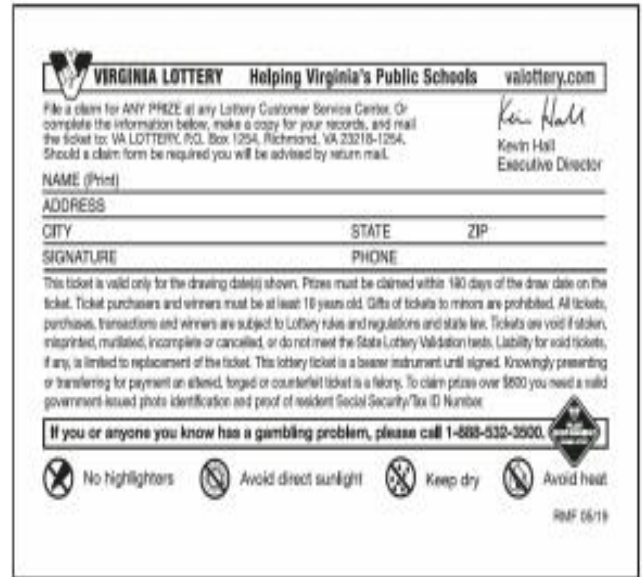 VIRGINIA LOTTERY Helping Virginia's Public Schools valottery.com
File a claim for ANY PRIZE at any Lottery Customer Service Center. Or
complete the information below, make a copy for your records, and mail
the ticket to: VA LOTTERY, P.O. Box 1254, Richmond, VA 23218-1254.
Should a claim form be required you will be advised by return mail.
Kevin Hall
Kevin Hall
Executive Director
NAME (Print)
ADDRESS
CITY STATE ZIP
SIGNATURE PHONE
This ticket is valid only for the drawing date(s) shown. Prizes must be claimed within 180 days of the draw date on the
ticket. Ticket purchasers and winners must be at least 18 years old. Gifts of tickets to minors are prohibited. All tickets,
purchases, transactions and winners are subject to Lottery rules and regulations and state law. Tickets are void if stolen,
misprinted, mutilated, incomplete or cancelled, or do not meet the State Lottery Validation tests. Liability for void tickets,
if any, is limited to replacement of the ticket. This lottery ticket is a bearer instrument until signed. Knowingly presenting
or transferring for payment an altered, forged or counterfeit ticket is a felony. To claim prizes over $600 you need a valid
government-issued photo identification and proof of resident Social Security/Tax ID Number.
If you or anyone you know has a gambling problem, please call 1-888-532-3500.
No highlighters Avoid direct sunlight Keep dry Avoid heat
RMF 05/19